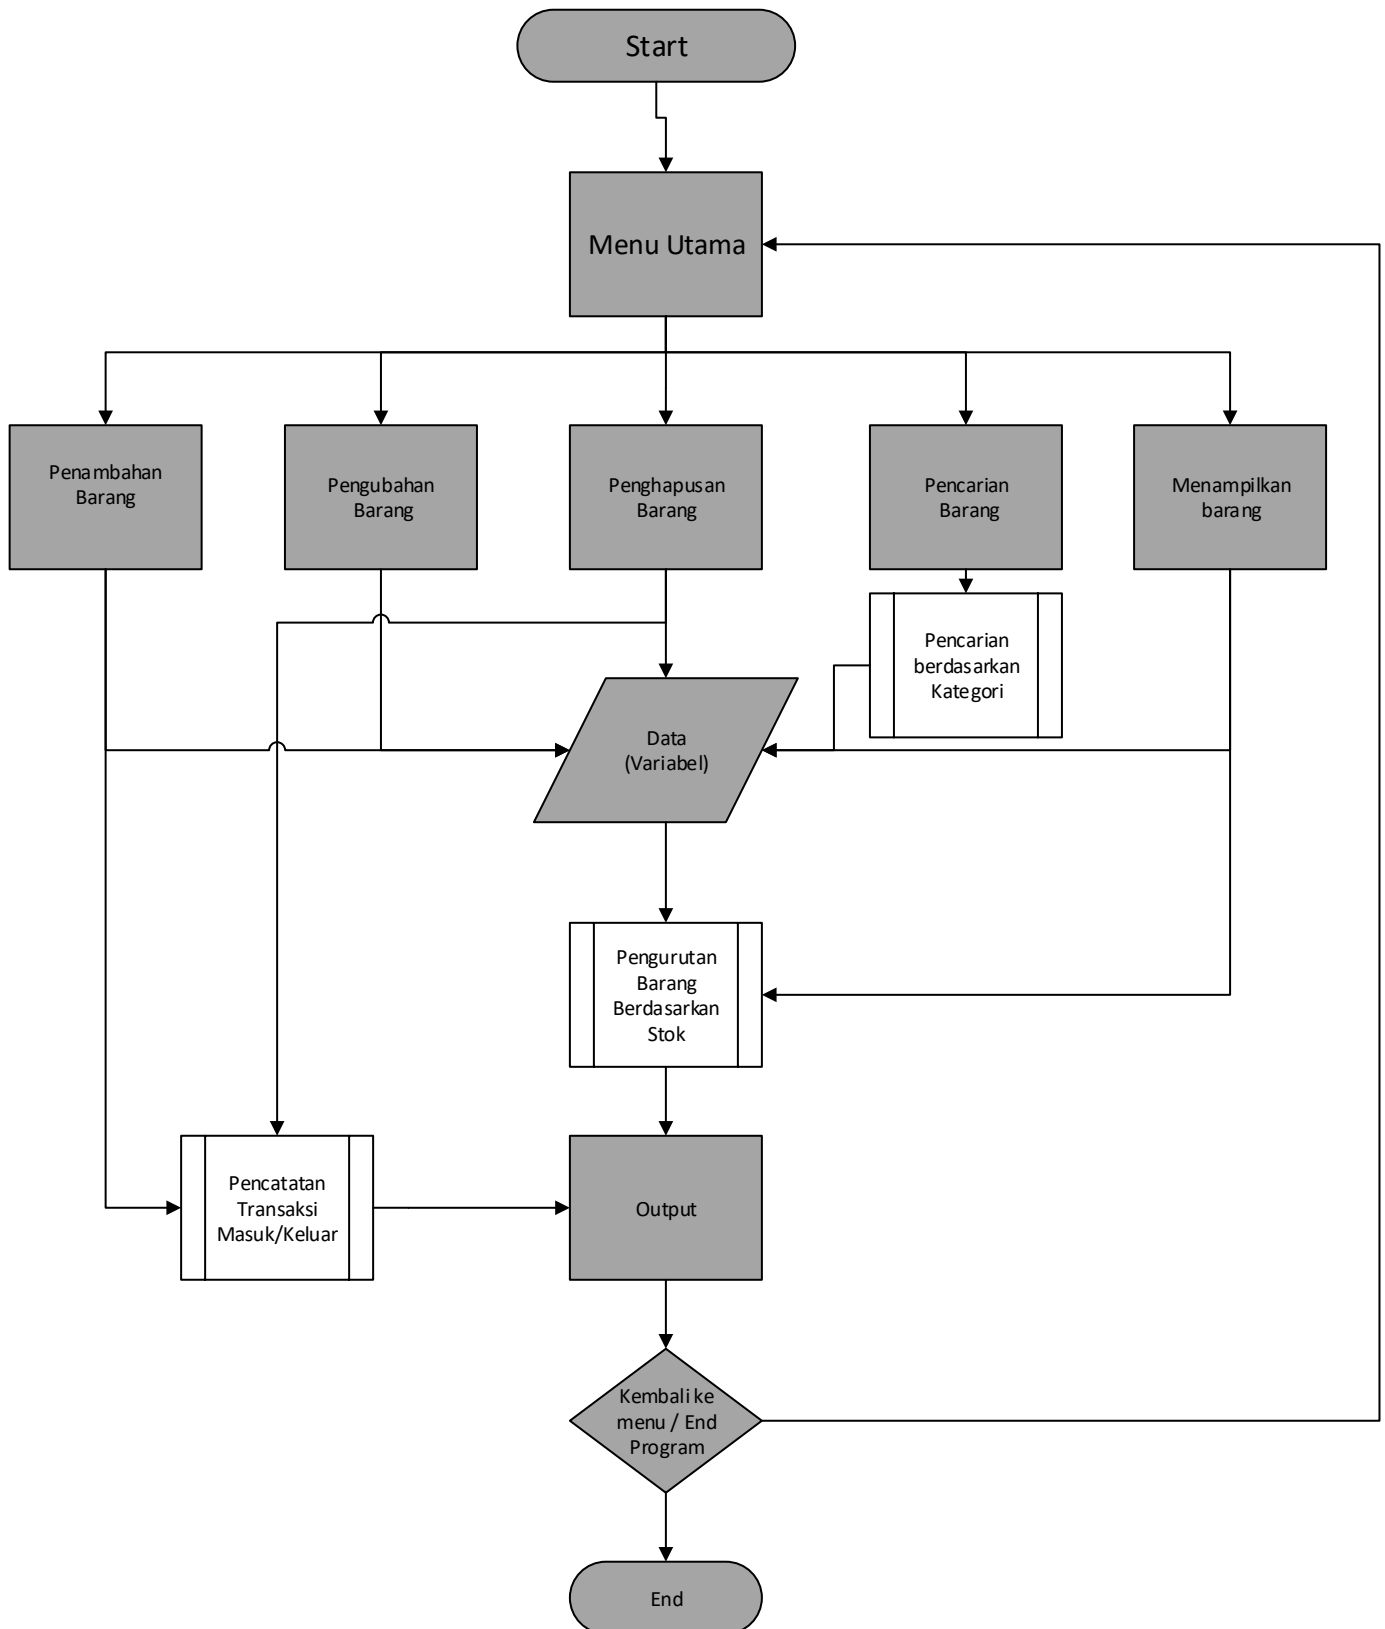 Start
Menu Utama
Penambahan
Barang
Pengubahan
Barang
Penghapusan
Barang
Pencarian
Barang
Menampilkan
barang
Pencarian
berdasarkan
Kategori
Data
(Variabel)
Pengurutan
Barang
Berdasarkan
Stok
Pencatatan
Transaksi
Masuk/Keluar
Output
Kembali ke
menu / End
Program
End